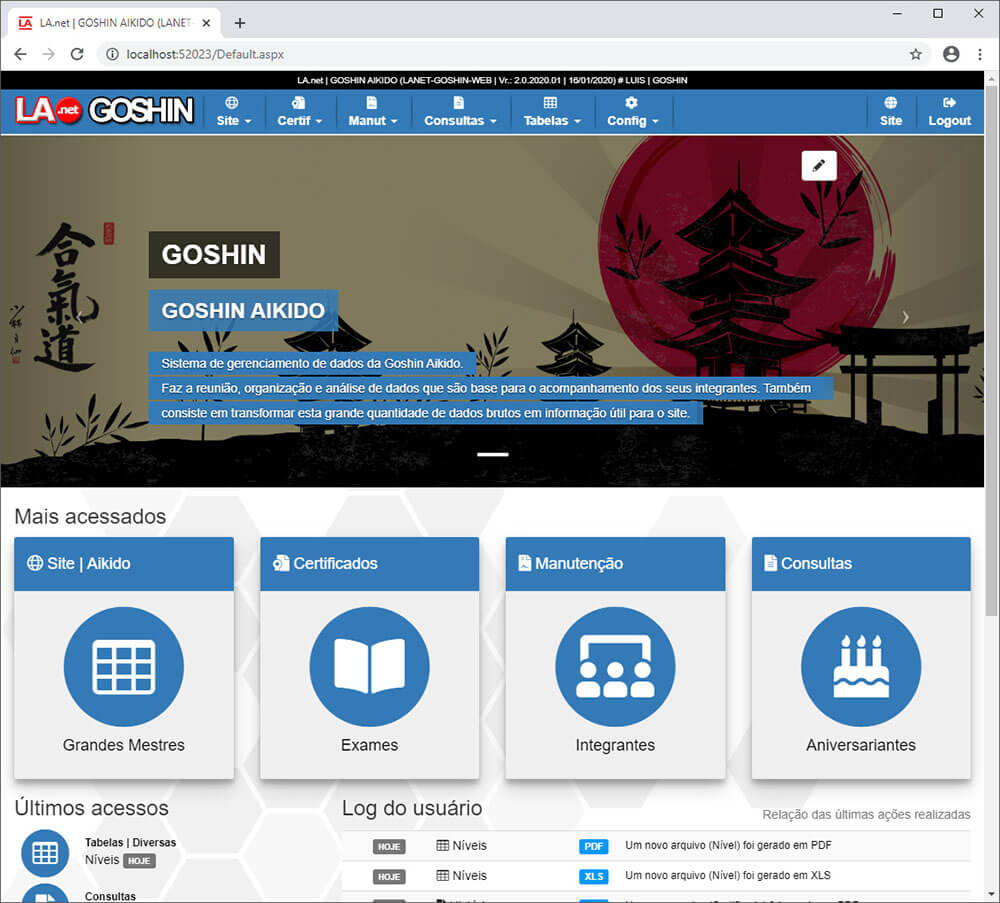 LA.net | GOSHIN AIKIDO (LANET-
localhost:52023/Default.aspx
LA.net | GOSHIN AIKIDO (LANET-GOSHIN-WEB | Vr.: 2.0.2020.01 | 16/01/2020) # LUIS | GOSHIN
LA.net GOSHIN
Site Certif Manut Consultas Tabelas Config Site Logout
合
氣
道
GOSHIN
GOSHIN AIKIDO
Sistema de gerenciamento de dados da Goshin Aikido.
Faz a reunião, organização e análise de dados que são base para o acompanhamento dos seus integrantes. Também
consiste em transformar esta grande quantidade de dados brutos em informação útil para o site.
Mais acessados
Site | Aikido
Grandes Mestres
Certificados
Exames
Manutenção
Integrantes
Consultas
Aniversariantes
Últimos acessos
Tabelas | Diversas
Níveis HOJE
Consultas
Log do usuário
Relação das últimas ações realizadas
HOJE Níveis PDF Um novo arquivo (Nível) foi gerado em PDF
HOJE Níveis XLS Um novo arquivo (Nível) foi gerado em XLS